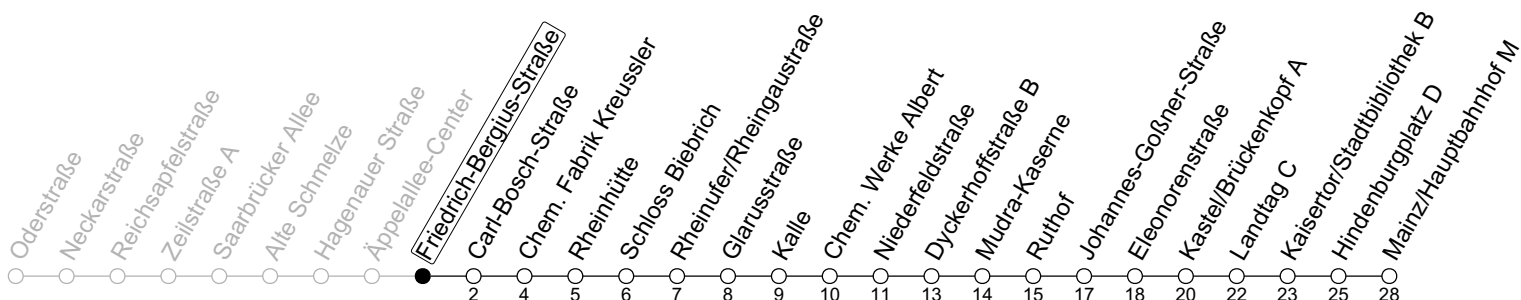 Oderstraße
Neckarstraße
Reichsapfelstraße
Zeilstraße A
Saarbrücker Allee
Alte Schmelze
Hagenauer Straße
Äppelallee-Center
Friedrich-Bergius-Straße
Carl-Bosch-Straße
Chem. Fabrik Kreussler
Rheinhütte
Schloss Biebrich
Rheinufer/Rheingaustraße
Glarusstraße
Kalle
Chem. Werke Albert
Niederfeldstraße
Dyckerhoffstraße B
Mudra-Kaserne
Ruthof
Johannes-Goßner-Straße
Eleonorenstraße
Kastel/Brückenkopf A
Landtag C
Kaisertor/Stadtbibliothek B
Hindenburgplatz D
Mainz/Hauptbahnhof M
2 4 5 6 7 8 9 10 11 13 14 15 17 18 20 22 23 25 28